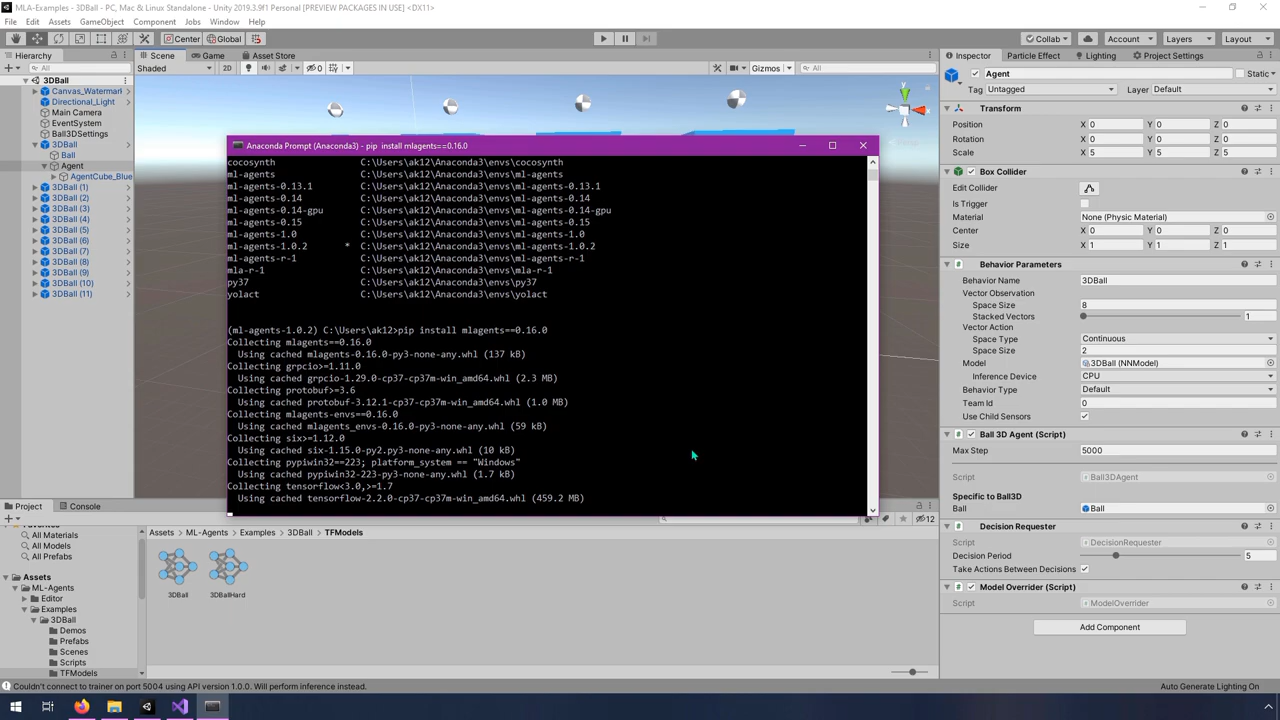 MLA-Examples - 3DBall - PC, Mac & Linux Standalone - Unity 2019.3.9f1 Personal [PREVIEW PACKAGES IN USE] <DX11>
File Edit Assets GameObject Component Jobs Window Help
Center Global Collab Account Layers Layout
Hierarchy
All
3DBall
Canvas_Watermark
Directional_Light
Main Camera
EventSystem
Ball3DSettings
3DBall
Ball
Agent
AgentCube_Blue
3DBall (1)
3DBall (2)
3DBall (3)
3DBall (4)
3DBall (5)
3DBall (6)
3DBall (7)
3DBall (8)
3DBall (9)
3DBall (10)
3DBall (11)
Scene Game Asset Store
Shaded 2D 0 Gizmos All
Anaconda Prompt (Anaconda3) - pip install mlagents==0.16.0
cocosynth C:\Users\ak12\Anaconda3\envs\cocosynth
ml-agents C:\Users\ak12\Anaconda3\envs\ml-agents
ml-agents-0.13.1 C:\Users\ak12\Anaconda3\envs\ml-agents-0.13.1
ml-agents-0.14 C:\Users\ak12\Anaconda3\envs\ml-agents-0.14
ml-agents-0.14-gpu C:\Users\ak12\Anaconda3\envs\ml-agents-0.14-gpu
ml-agents-0.15 C:\Users\ak12\Anaconda3\envs\ml-agents-0.15
ml-agents-1.0 C:\Users\ak12\Anaconda3\envs\ml-agents-1.0
ml-agents-1.0.2 * C:\Users\ak12\Anaconda3\envs\ml-agents-1.0.2
ml-agents-r-1 C:\Users\ak12\Anaconda3\envs\ml-agents-r-1
mla-r-1 C:\Users\ak12\Anaconda3\envs\mla-r-1
py37 C:\Users\ak12\Anaconda3\envs\py37
yolact C:\Users\ak12\Anaconda3\envs\yolact
(ml-agents-1.0.2) C:\Users\ak12>pip install mlagents==0.16.0
Collecting mlagents==0.16.0
Using cached mlagents-0.16.0-py3-none-any.whl (137 kB)
Collecting grpcio>=1.11.0
Using cached grpcio-1.29.0-cp37-cp37m-win_amd64.whl (2.3 MB)
Collecting protobuf>=3.6
Using cached protobuf-3.12.1-cp37-cp37m-win_amd64.whl (1.0 MB)
Collecting mlagents-envs==0.16.0
Using cached mlagents_envs-0.16.0-py3-none-any.whl (59 kB)
Collecting six>=1.12.0
Using cached six-1.15.0-py2.py3-none-any.whl (10 kB)
Collecting pypiwin32==223; platform_system == "Windows"
Using cached pypiwin32-223-py3-none-any.whl (1.7 kB)
Collecting tensorflow<3.0,>=1.7
Using cached tensorflow-2.2.0-cp37-cp37m-win_amd64.whl (459.2 MB)
Inspector Particle Effect Lighting Project Settings
Agent Static
Tag Untagged Layer Default
Transform
Position X 0 Y 0 Z 0
Rotation X 0 Y 0 Z 0
Scale X 5 Y 5 Z 5
Box Collider
Edit Collider
Is Trigger
Material None (Physic Material)
Center X 0 Y 0 Z 0
Size X 1 Y 1 Z 1
Behavior Parameters
Behavior Name 3DBall
Vector Observation
Space Size 8
Stacked Vectors 1
Vector Action
Space Type Continuous
Space Size 2
Model 3DBall (NNModel)
Inference Device CPU
Behavior Type Default
Team Id 0
Use Child Sensors
Ball 3D Agent (Script)
Max Step 5000
Script Ball3DAgent
Specific to Ball3D
Ball Ball
Decision Requester
Script DecisionRequester
Decision Period 5
Take Actions Between Decisions
Model Overrider (Script)
Script ModelOverrider
Add Component
Project Console
12
All Materials
All Models
All Prefabs
Assets
ML-Agents
Editor
Examples
3DBall
Demos
Prefabs
Scenes
Scripts
TFModels
Assets ML-Agents Examples 3DBall TFModels
3DBall 3DBallHard
Couldn't connect to trainer on port 5004 using API version 1.0.0. Will perform inference instead.
Auto Generate Lighting On